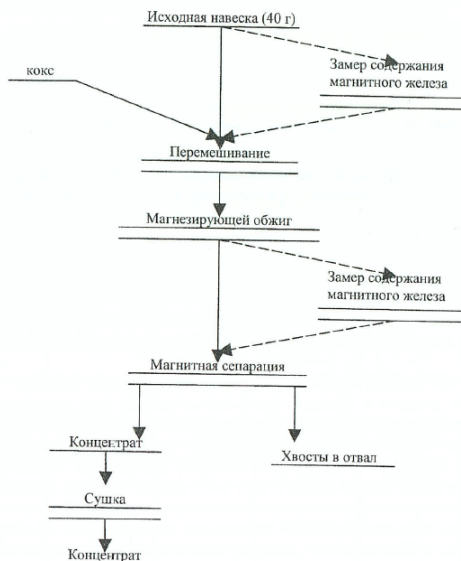 Исходная навеска (40 г)
Замер содержания
магнитного железа
кокс
Перемешивание
Магнезирующей обжиг
Замер содержания
магнитного железа
Магнитная сепарация
Концентрат
Хвосты в отвал
Сушка
Концентрат